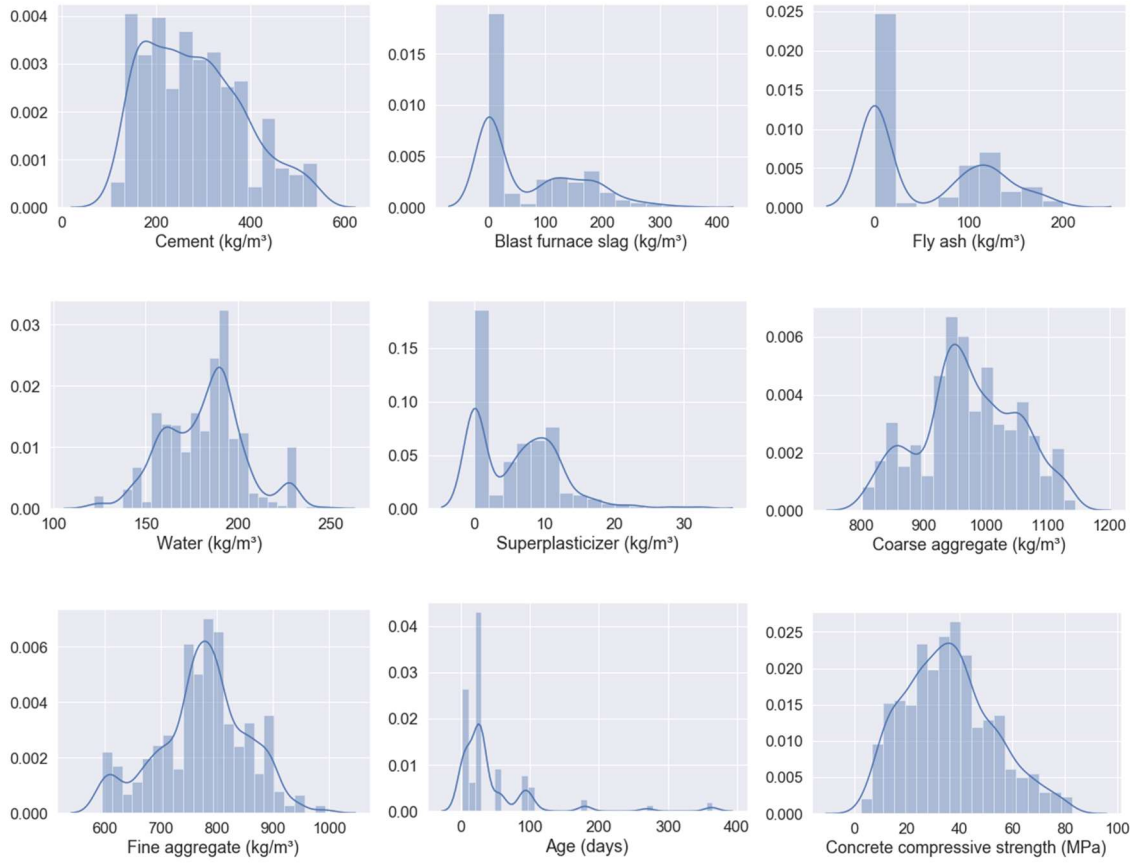 0.004
0.003
0.002
0.001
0.000
0 200 400 600
Cement (kg/m³)
0.015
0.010
0.005
0.000
0 100 200 300 400
Blast furnace slag (kg/m³)
0.025
0.020
0.015
0.010
0.005
0.000
0 100 200
Fly ash (kg/m³)
0.03
0.02
0.01
0.00
100 150 200 250
Water (kg/m³)
0.15
0.10
0.05
0.00
0 10 20 30
Superplasticizer (kg/m³)
0.006
0.004
0.002
0.000
800 900 1000 1100 1200
Coarse aggregate (kg/m³)
0.006
0.004
0.002
0.000
600 700 800 900 1000
Fine aggregate (kg/m³)
0.04
0.03
0.02
0.01
0.00
0 100 200 300 400
Age (days)
0.025
0.020
0.015
0.010
0.005
0.000
0 20 40 60 80 100
Concrete compressive strength (MPa)